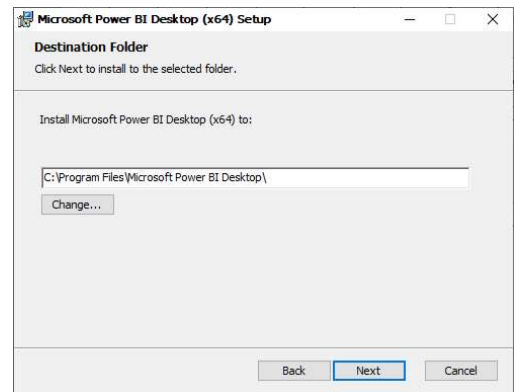 Microsoft Power BI Desktop (x64) Setup
Destination Folder
Click Next to install to the selected folder.
Install Microsoft Power BI Desktop (x64) to:
C:\Program Files\Microsoft Power BI Desktop\
Change...
Back Next Cancel